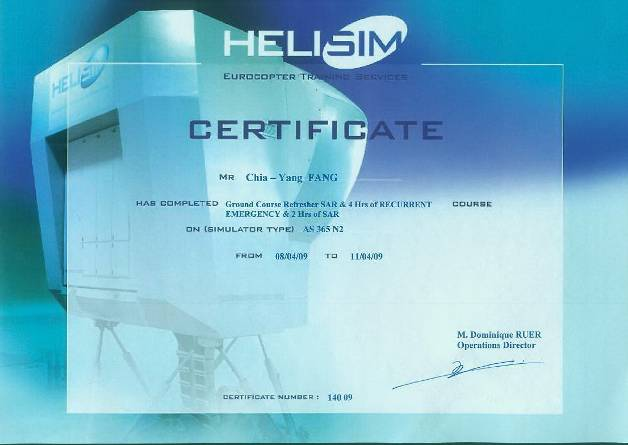 HELISIM
HELISIM
EUROCOPTER TRAINING SERVICES
CERTIFICATE
MR Chia – Yang FANG
HAS COMPLETED Ground Course Refresher SAR & 4 Hrs of RECURRENT COURSE
EMERGENCY & 2 Hrs of SAR
ON (SIMULATOR TYPE) AS 365 N2
FROM 08/04/09 TO 11/04/09
M. Dominique RUER
Operations Director
CERTIFICATE NUMBER : 140 09